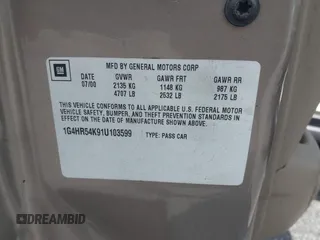 MFD BY GENERAL MOTORS CORP
GM
DATE GVWR GAWR FRT GAWR RR
07/00 2135 KG 1148 KG 987 KG
4707 LB 2532 LB 2175 LB
THIS VEHICLE CONFORMS TO ALL APPLICABLE U.S. FEDERAL MOTOR
VEHICLE SAFETY, BUMPER, AND THEFT PREVENTION STANDARDS IN
EFFECT ON THE DATE OF MANUFACTURE SHOWN ABOVE.
1G4HR54K91U103599 TYPE: PASS CAR
DREAMBID